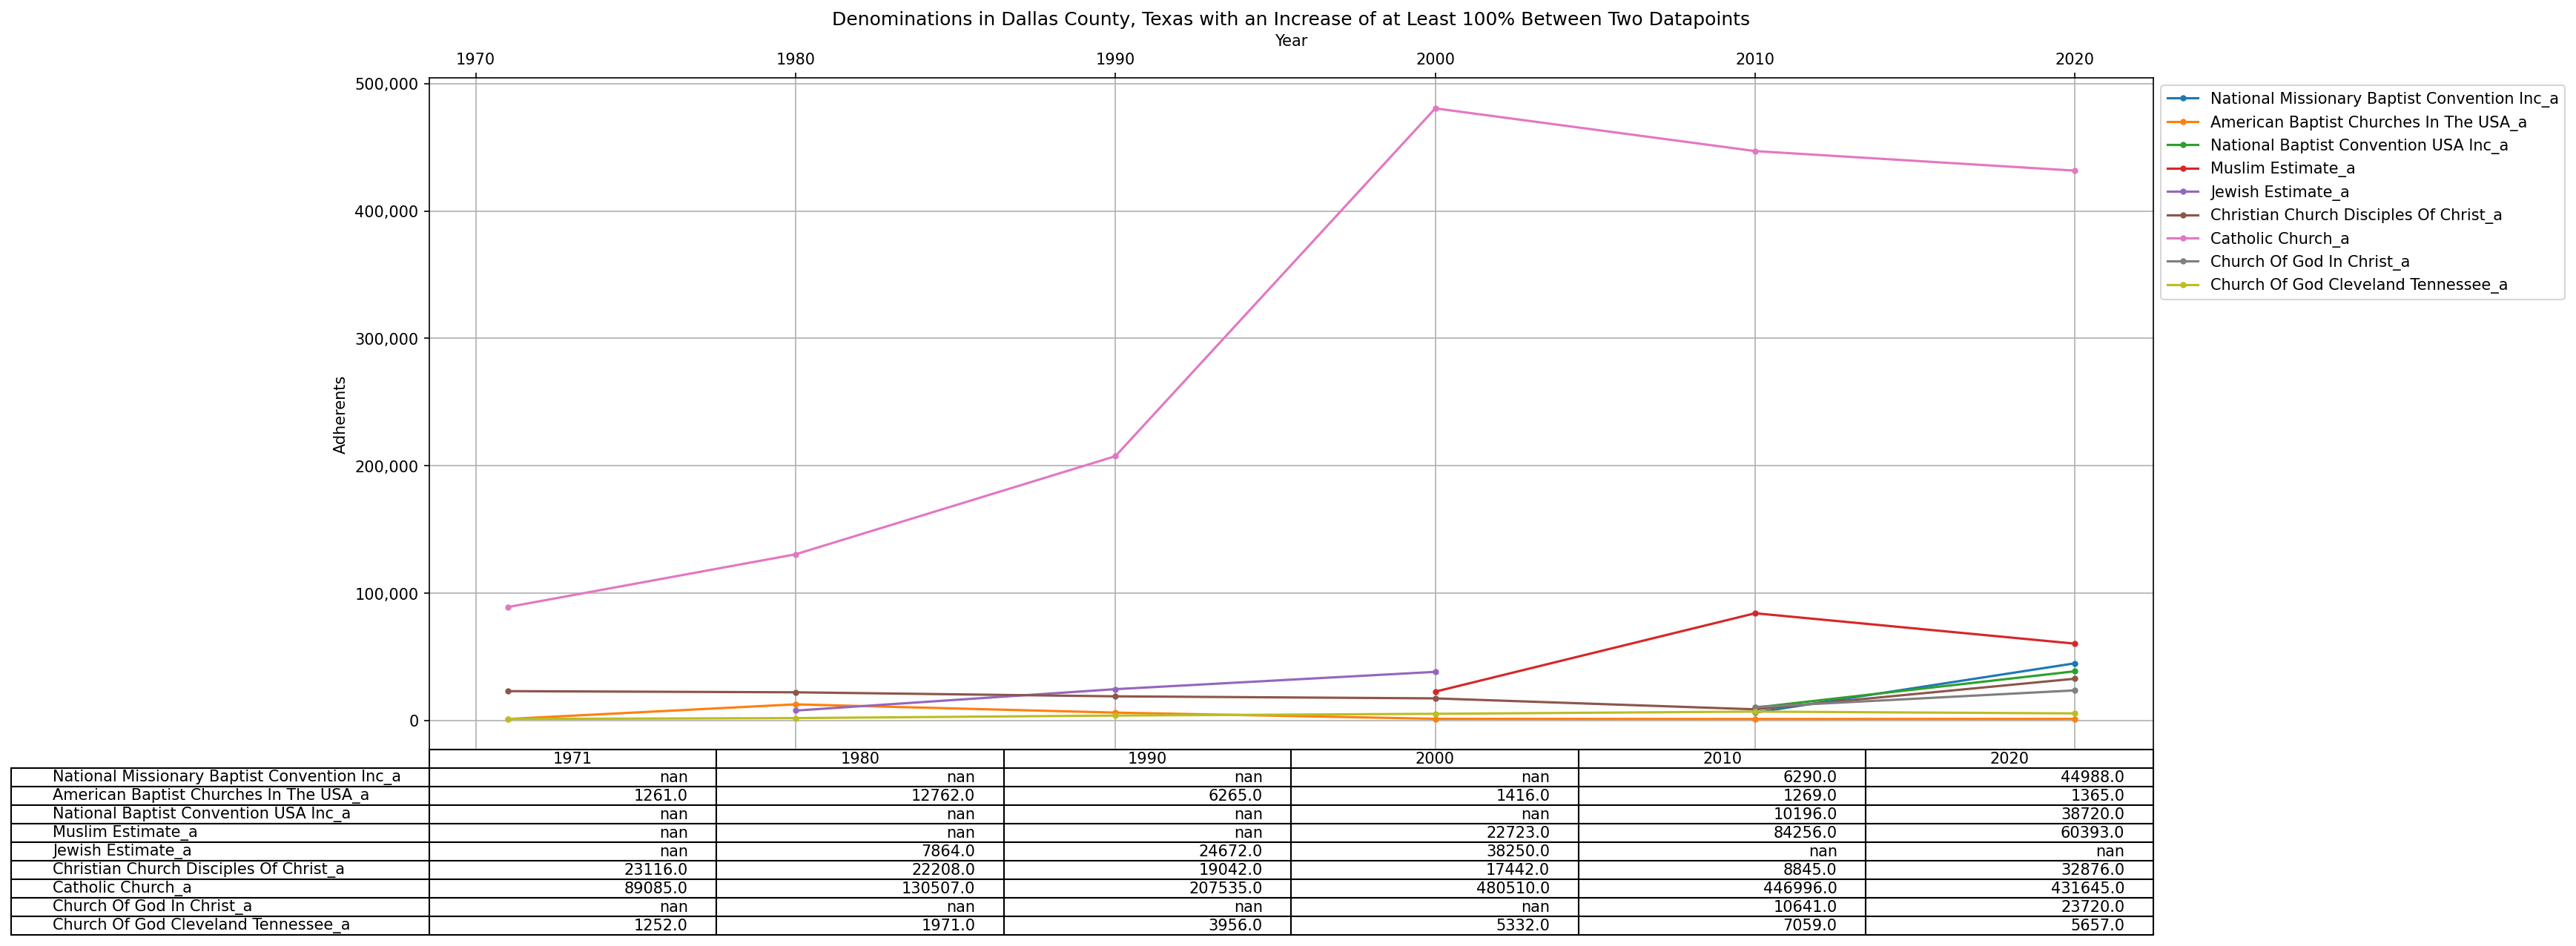 Denominations in Dallas County, Texas with an Increase of at Least 100% Between Two Datapoints
Year
1970 1980 1990 2000 2010 2020
500,000
400,000
300,000
200,000
100,000
0
Adherents
National Missionary Baptist Convention Inc_a
American Baptist Churches In The USA_a
National Baptist Convention USA Inc_a
Muslim Estimate_a
Jewish Estimate_a
Christian Church Disciples Of Christ_a
Catholic Church_a
Church Of God In Christ_a
Church Of God Cleveland Tennessee_a
1971 1980 1990 2000 2010 2020
National Missionary Baptist Convention Inc_a nan nan nan nan 6290.0 44988.0
American Baptist Churches In The USA_a 1261.0 12762.0 6265.0 1416.0 1269.0 1365.0
National Baptist Convention USA Inc_a nan nan nan nan 10196.0 38720.0
Muslim Estimate_a nan nan nan 22723.0 84256.0 60393.0
Jewish Estimate_a nan 7864.0 24672.0 38250.0 nan nan
Christian Church Disciples Of Christ_a 23116.0 22208.0 19042.0 17442.0 8845.0 32876.0
Catholic Church_a 89085.0 130507.0 207535.0 480510.0 446996.0 431645.0
Church Of God In Christ_a nan nan nan nan 10641.0 23720.0
Church Of God Cleveland Tennessee_a 1252.0 1971.0 3956.0 5332.0 7059.0 5657.0